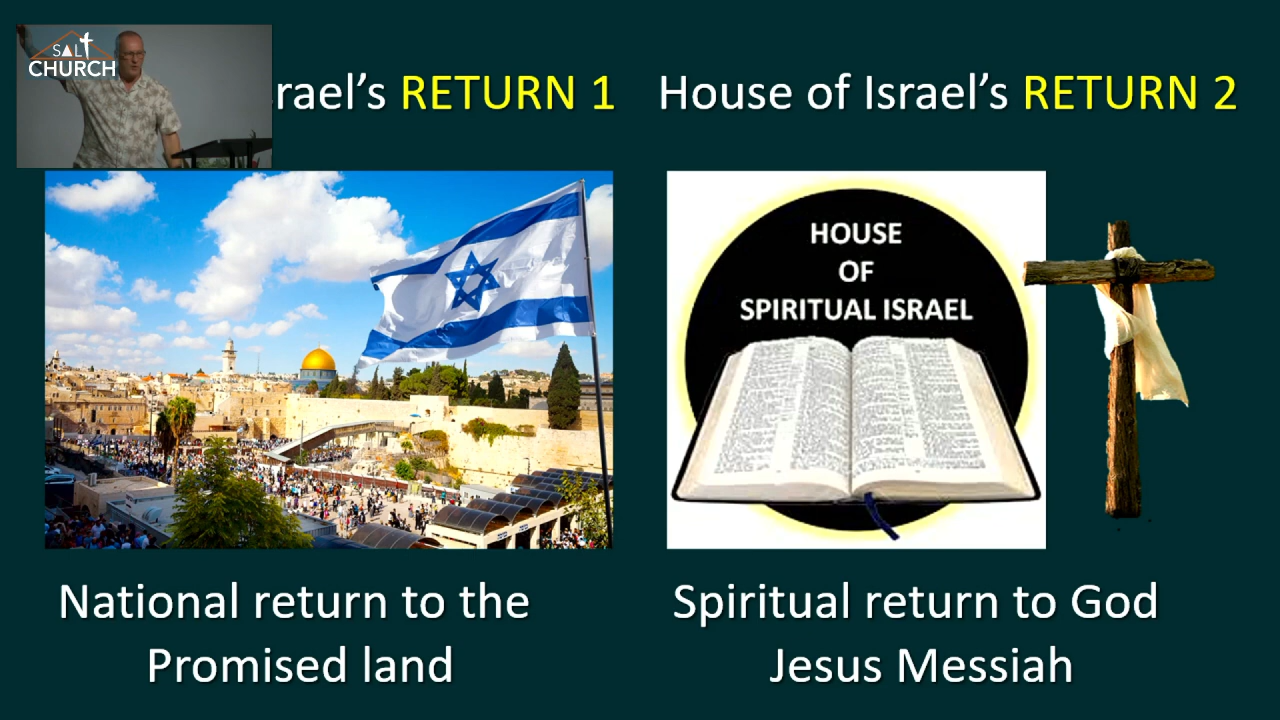 SALT
CHURCH
rael’s RETURN 1
House of Israel’s RETURN 2
HOUSE
OF
SPIRITUAL ISRAEL
National return to the
Promised land
Spiritual return to God
Jesus Messiah